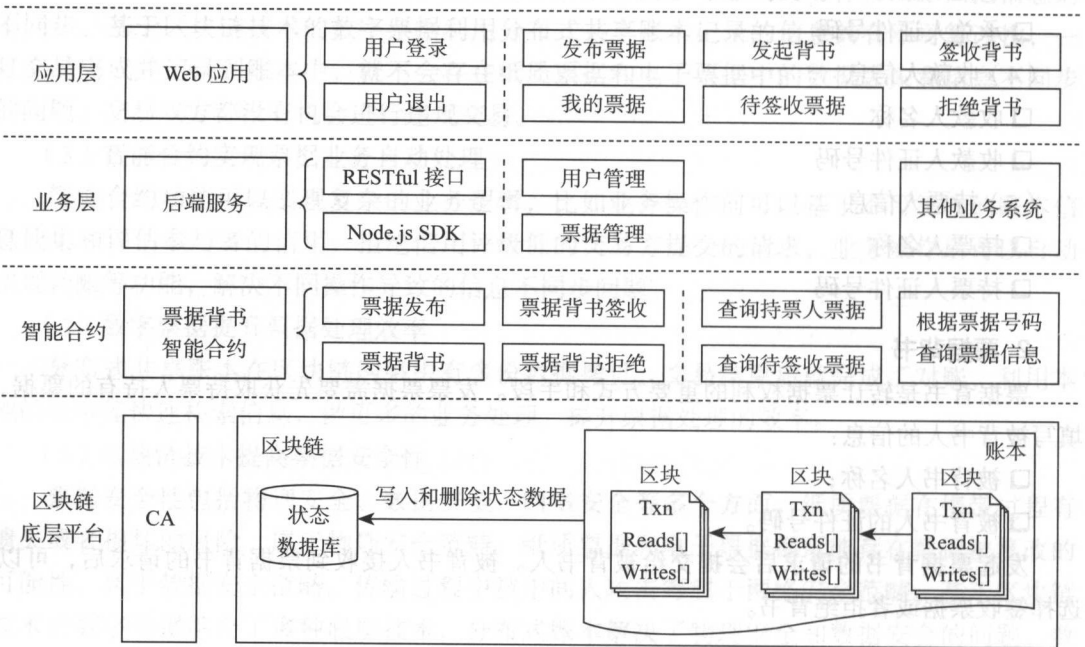 应用层
Web 应用
用户登录
发布票据
发起背书
签收背书
用户退出
我的票据
待签收票据
拒绝背书
业务层
后端服务
RESTful 接口
用户管理
Node.js SDK
票据管理
其他业务系统
智能合约
票据背书
智能合约
票据发布
票据背书签收
查询持票人票据
票据背书
票据背书拒绝
查询待签收票据
根据票据号码
查询票据信息
区块链
底层平台
CA
区块链
状态
数据库
写入和删除状态数据
账本
区块
Txn
Reads[]
Writes[]
区块
Txn
Reads[]
Writes[]
区块
Txn
Reads[]
Writes[]